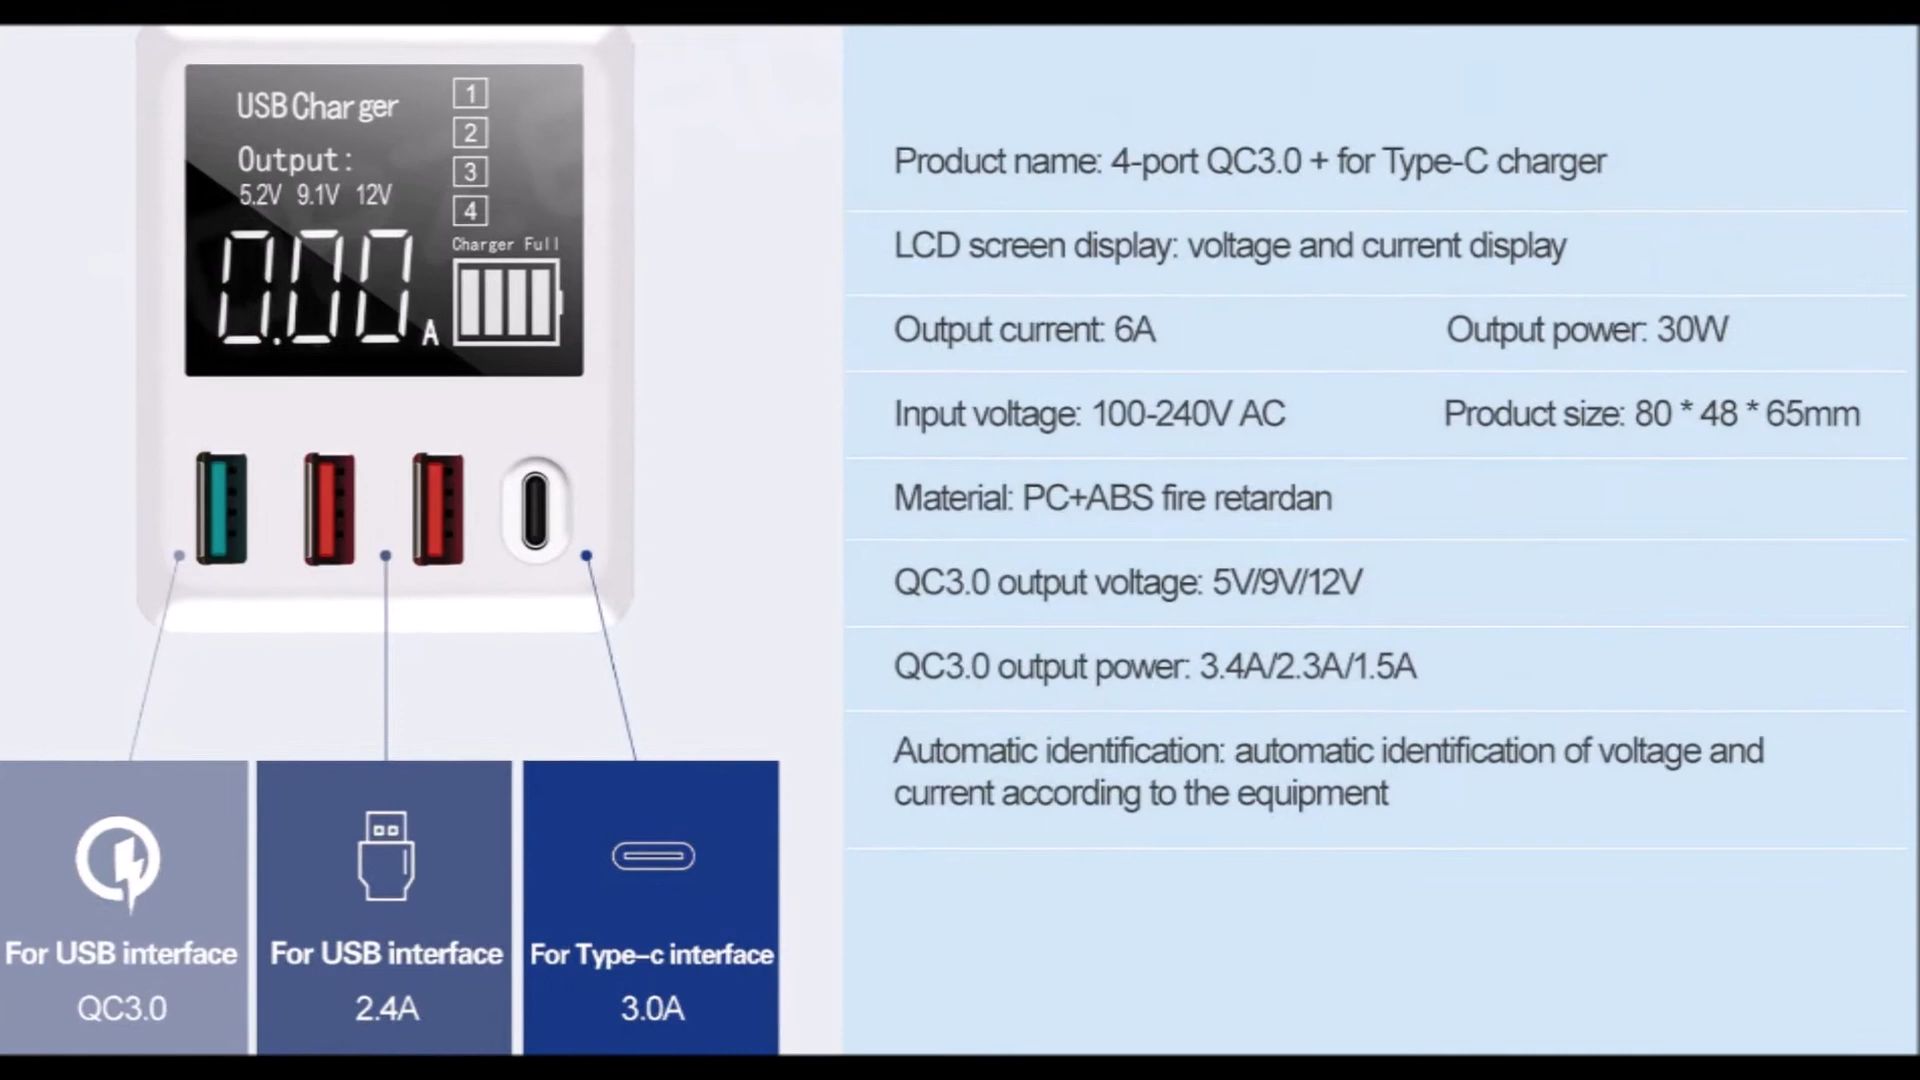 USB Charger
Output:
5.2V 9.1V 12V
0.00 A
1
2
3
4
Charger Full
For USB interface
QC3.0
For USB interface
2.4A
For Type-c interface
3.0A
Product name: 4-port QC3.0 + for Type-C charger
LCD screen display: voltage and current display
Output current: 6A
Output power: 30W
Input voltage: 100-240V AC
Product size: 80 * 48 * 65mm
Material: PC+ABS fire retardan
QC3.0 output voltage: 5V/9V/12V
QC3.0 output power: 3.4A/2.3A/1.5A
Automatic identification: automatic identification of voltage and
current according to the equipment